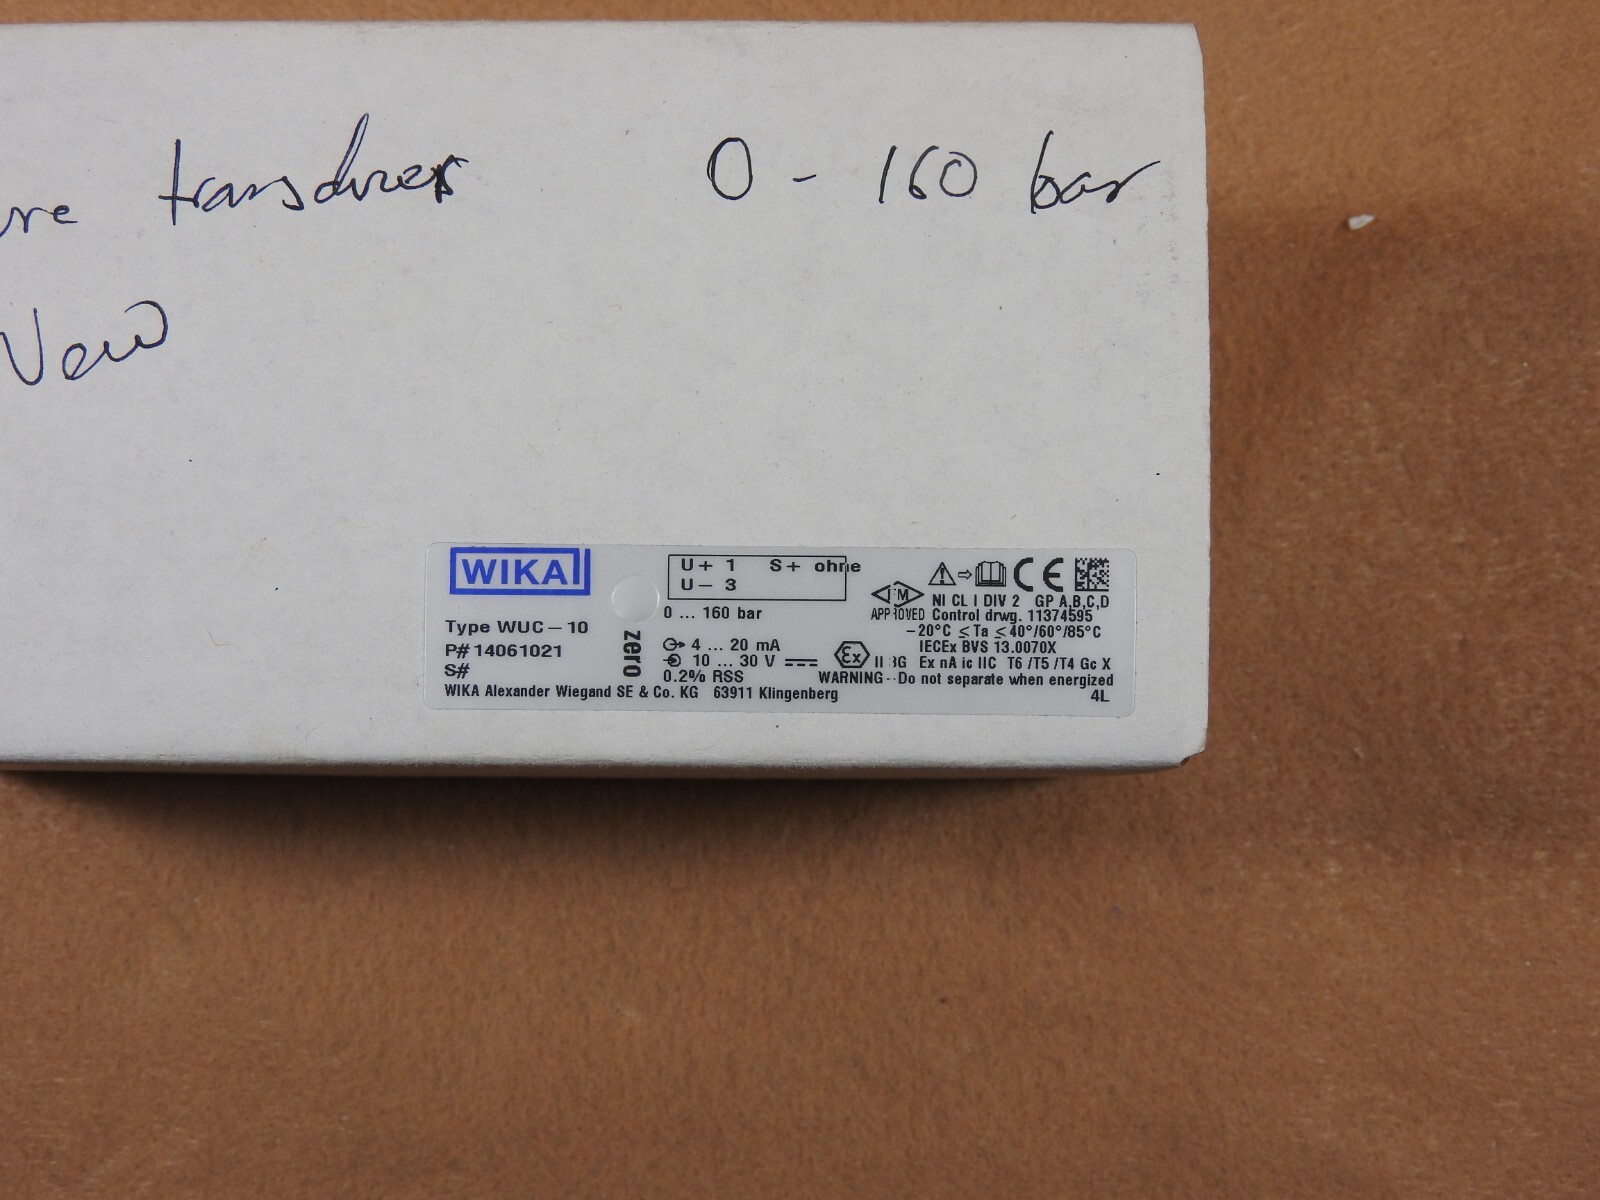 transducer 0 - 160 bar
New
WIKA
U+ 1 S+ ohne
U- 3
0 ... 160 bar
Type WUC-10
P# 14061021
S#
zero
4 ... 20 mA
10 ... 30 V
0.2% RSS
WIKA Alexander Wiegand SE & Co. KG 63911 Klingenberg
FM
APPROVED
CE
NI CL I DIV 2 GP A,B,C,D
Control drwg. 11374595
-20°C ≤Ta ≤40°/60°/85°C
IECEx BVS 13.0070X
Ex II 3G Ex nA ic IIC T6 /T5 /T4 Gc X
WARNING--Do not separate when energized
4L